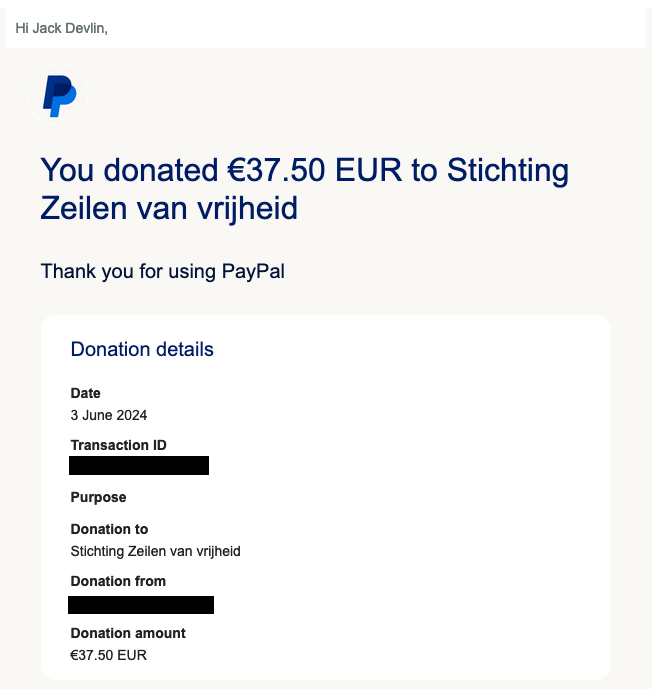 Hi Jack Devlin,
You donated €37.50 EUR to Stichting
Zeilen van vrijheid
Thank you for using PayPal
Donation details
Date
3 June 2024
Transaction ID
Purpose
Donation to
Stichting Zeilen van vrijheid
Donation from
Donation amount
€37.50 EUR